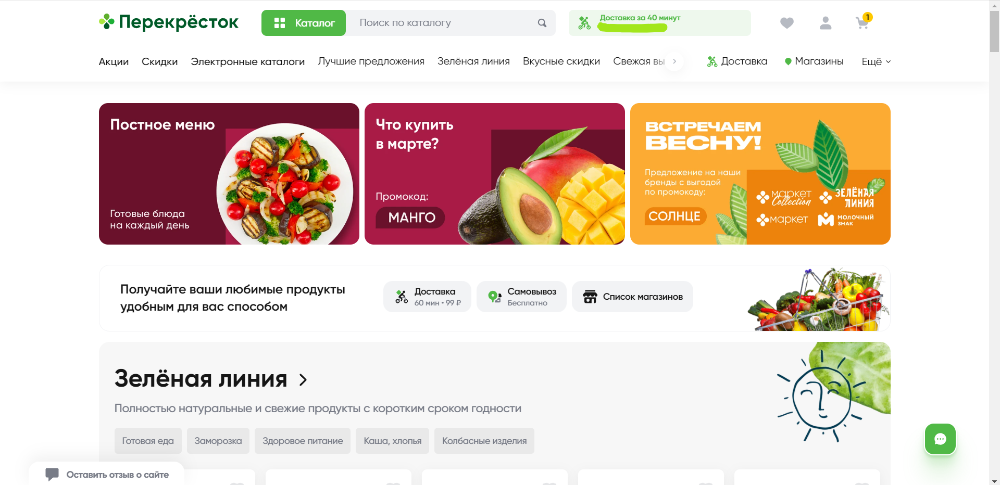 Перекрёсток
Каталог
Поиск по каталогу
Доставка за 40 минут
1
Акции
Скидки
Электронные каталоги
Лучшие предложения
Зелёная линия
Вкусные скидки
Свежая вы
Доставка
Магазины
Ещё
Постное меню
Готовые блюда
на каждый день
Что купить
в марте?
Промокод:
МАНГО
ВСТРЕЧАЕМ
ВЕСНУ!
Предложение на наши
бренды с выгодой
по промокоду:
СОЛНЦЕ
маркет
Collection
ЗЕЛЁНАЯ
ЛИНИЯ
маркет
МОЛОЧНЫЙ
ЗНАК
Получайте ваши любимые продукты
удобным для вас способом
Доставка
60 мин • 99 ₽
Самовывоз
Бесплатно
Список магазинов
Зелёная линия
Полностью натуральные и свежие продукты с коротким сроком годности
Готовая еда
Заморозка
Здоровое питание
Каша, хлопья
Колбасные изделия
Оставить отзыв о сайте